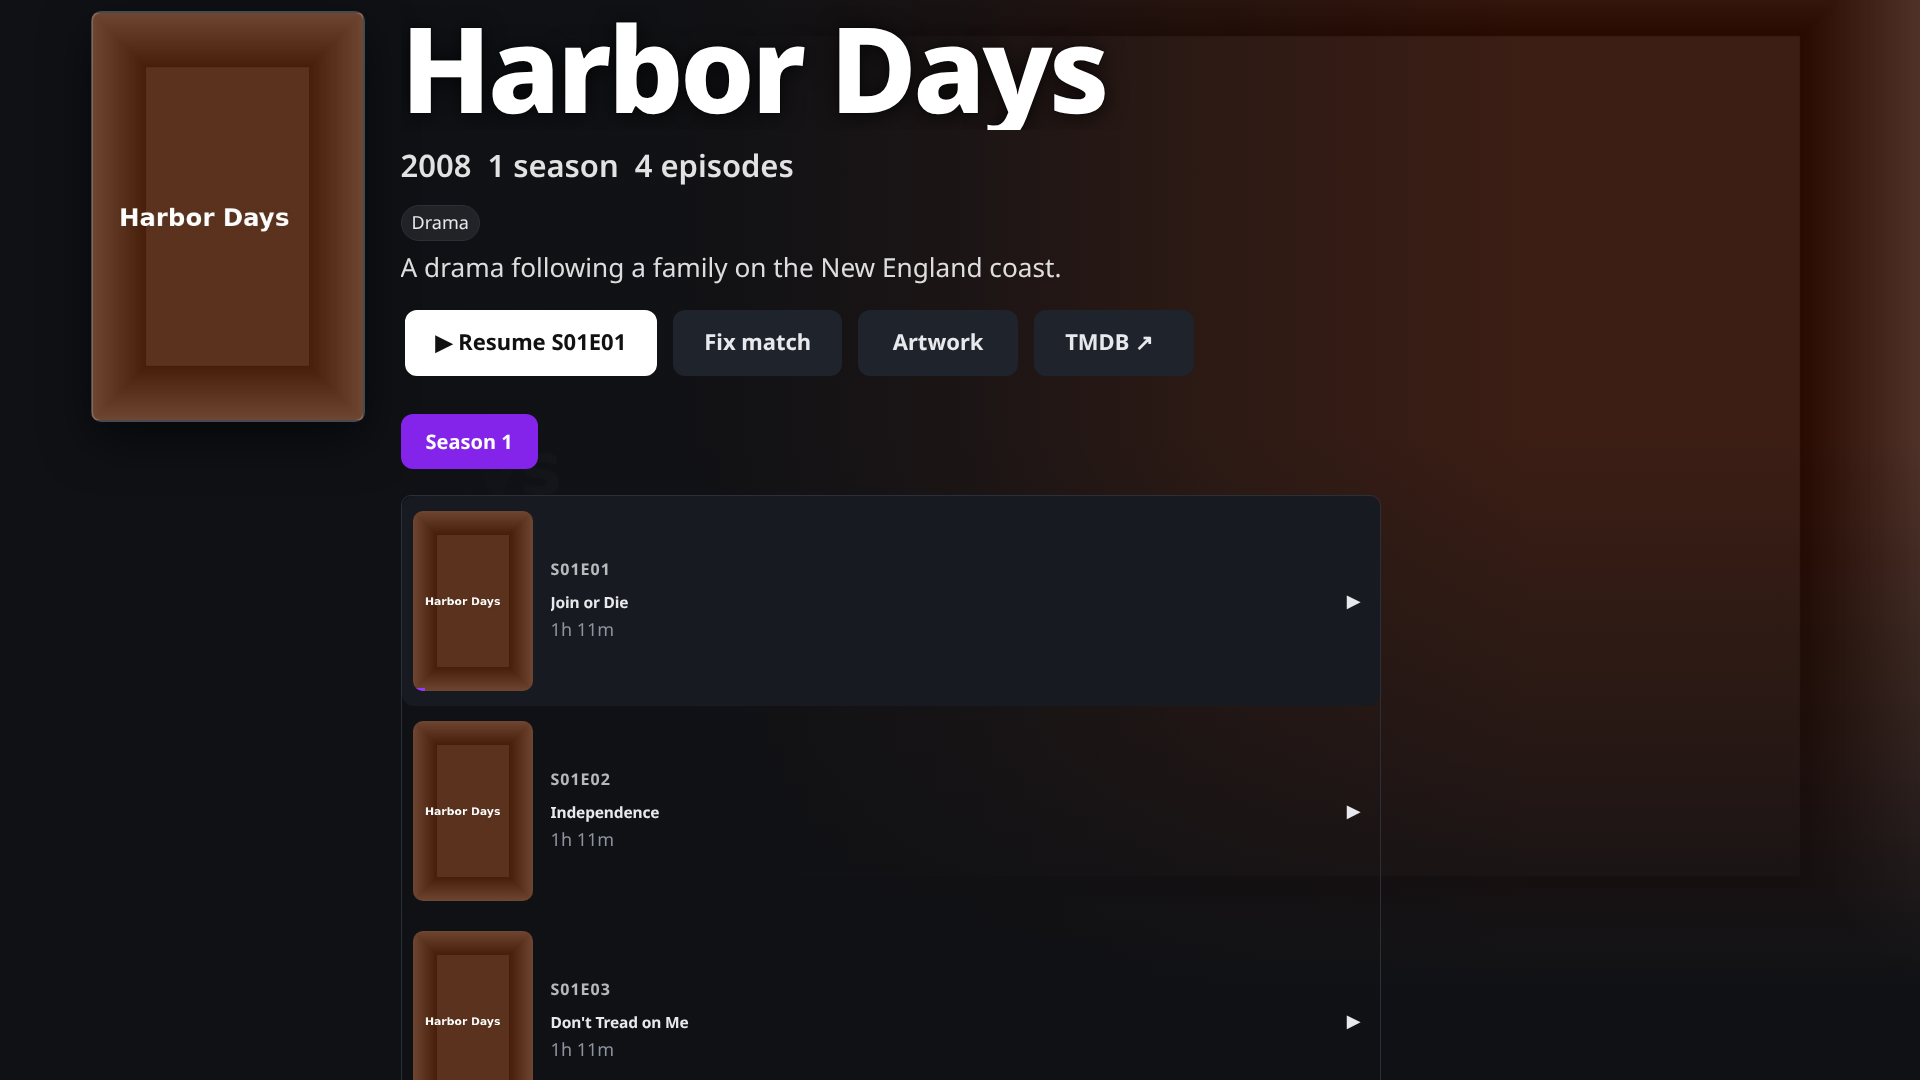 Harbor Days
Harbor Days
2008 1 season 4 episodes
Drama
A drama following a family on the New England coast.
▶ Resume S01E01
Fix match
Artwork
TMDB ↗
Season 1
Harbor Days
S01E01
Join or Die
1h 11m
▶
Harbor Days
S01E02
Independence
1h 11m
▶
Harbor Days
S01E03
Don't Tread on Me
1h 11m
▶